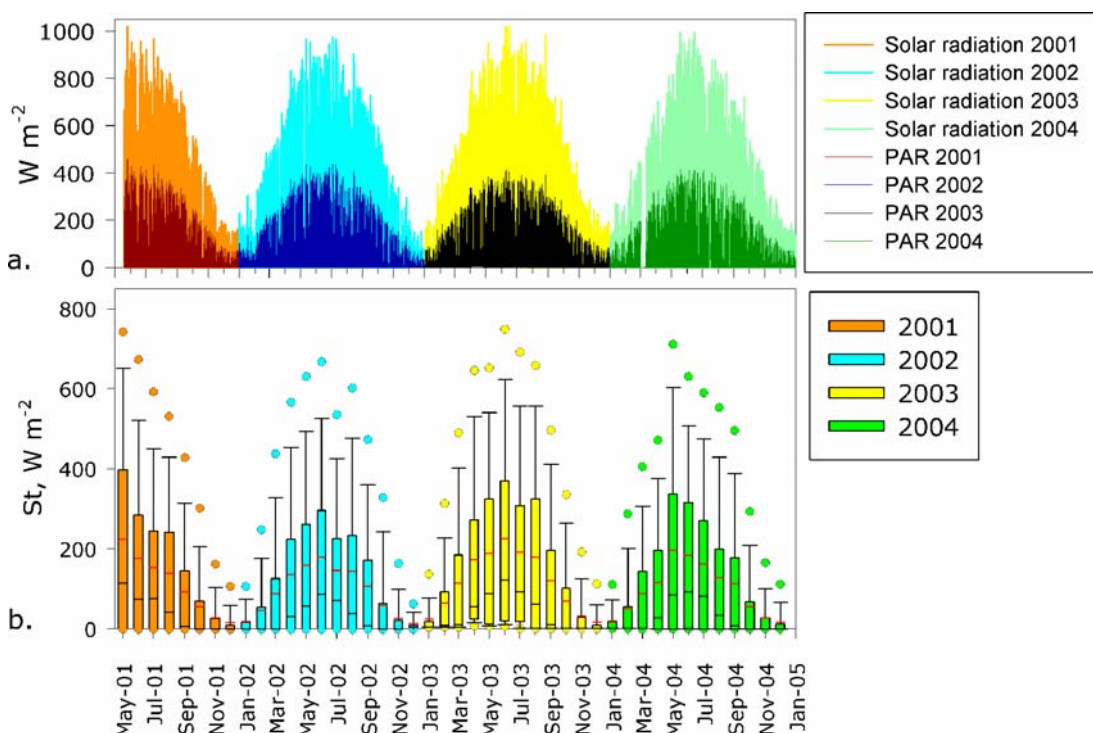 1000
800
600
400
200
0
W m-2
a.
Solar radiation 2001
Solar radiation 2002
Solar radiation 2003
Solar radiation 2004
PAR 2001
PAR 2002
PAR 2003
PAR 2004
800
600
400
200
0
St, W m-2
b.
2001
2002
2003
2004
May-01
Jul-01
Sep-01
Nov-01
Jan-02
Mar-02
May-02
Jul-02
Sep-02
Nov-02
Jan-03
Mar-03
May-03
Jul-03
Sep-03
Nov-03
Jan-04
Mar-04
May-04
Jul-04
Sep-04
Nov-04
Jan-05